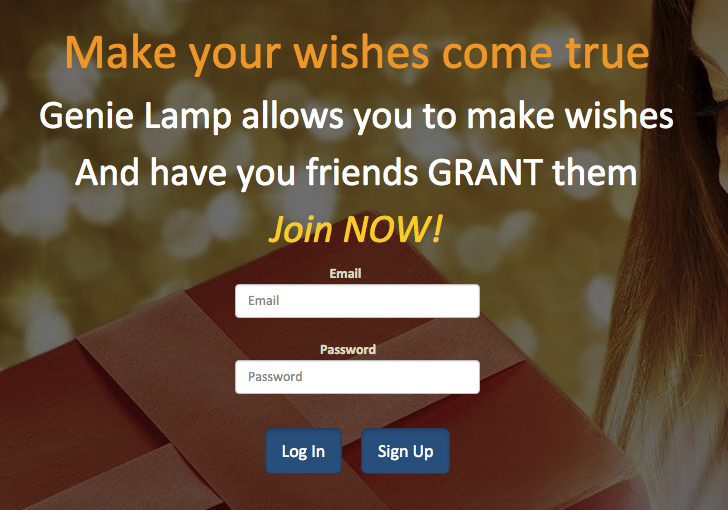 Make your wishes come true
Genie Lamp allows you to make wishes
And have you friends GRANT them
Join NOW!
Email
Email
Password
Password
Log In Sign Up